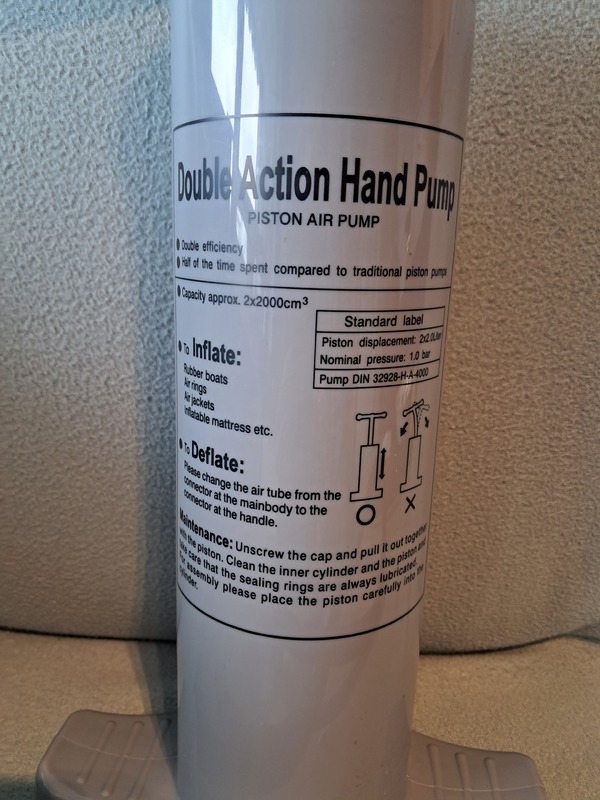 Double Action Hand Pump
PISTON AIR PUMP
● Double efficiency
● Half of the time spent compared to traditional piston pumps
● Capacity approx. 2x2000cm³
Standard label
Piston displacement: 2x2.0Liter
Nominal pressure: 1.0 bar
Pump DIN 32928-H-A-4000
● To Inflate:
Rubber boats
Air rings
Air jackets
Inflatable mattress etc.
● To Deflate:
Please change the air tube from the
connector at the mainbody to the
connector at the handle.
Maintenance: Unscrew the cap and pull it out together
with the piston. Clean the inner cylinder and the piston and
take care that the sealing rings are always lubricated.
For assembly please place the piston carefully into the
cylinder.